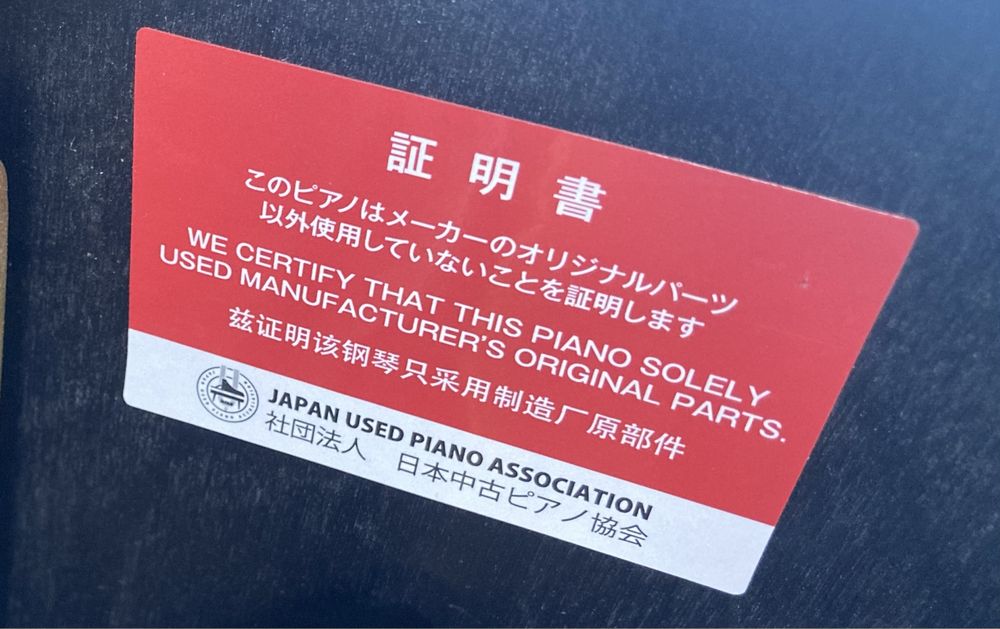 証明書
このピアノはメーカーのオリジナルパーツ
以外使用していないことを証明します
WE CERTIFY THAT THIS PIANO SOLELY
USED MANUFACTURER'S ORIGINAL PARTS.
兹证明该钢琴只采用制造厂原部件
JAPAN USED PIANO ASSOCIATION
社団法人 日本中古ピアノ協会